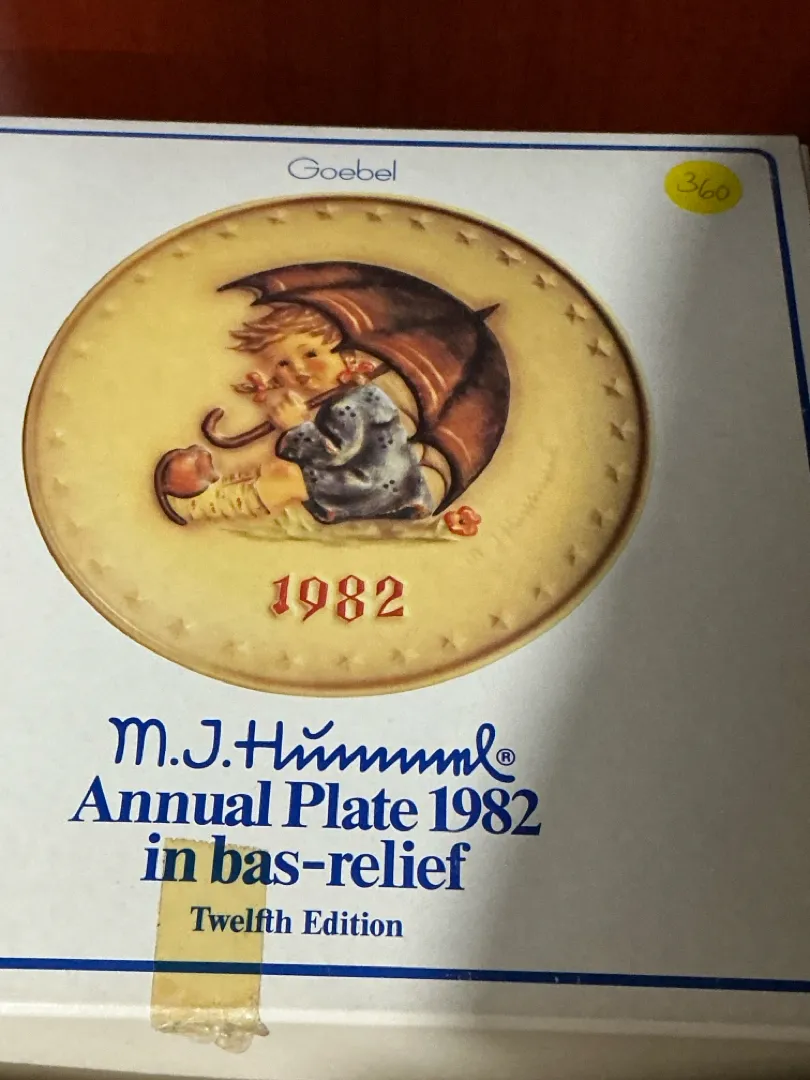 Goebel
360
1982
M.J. Hummel®
Annual Plate 1982
in bas-relief
Twelfth Edition